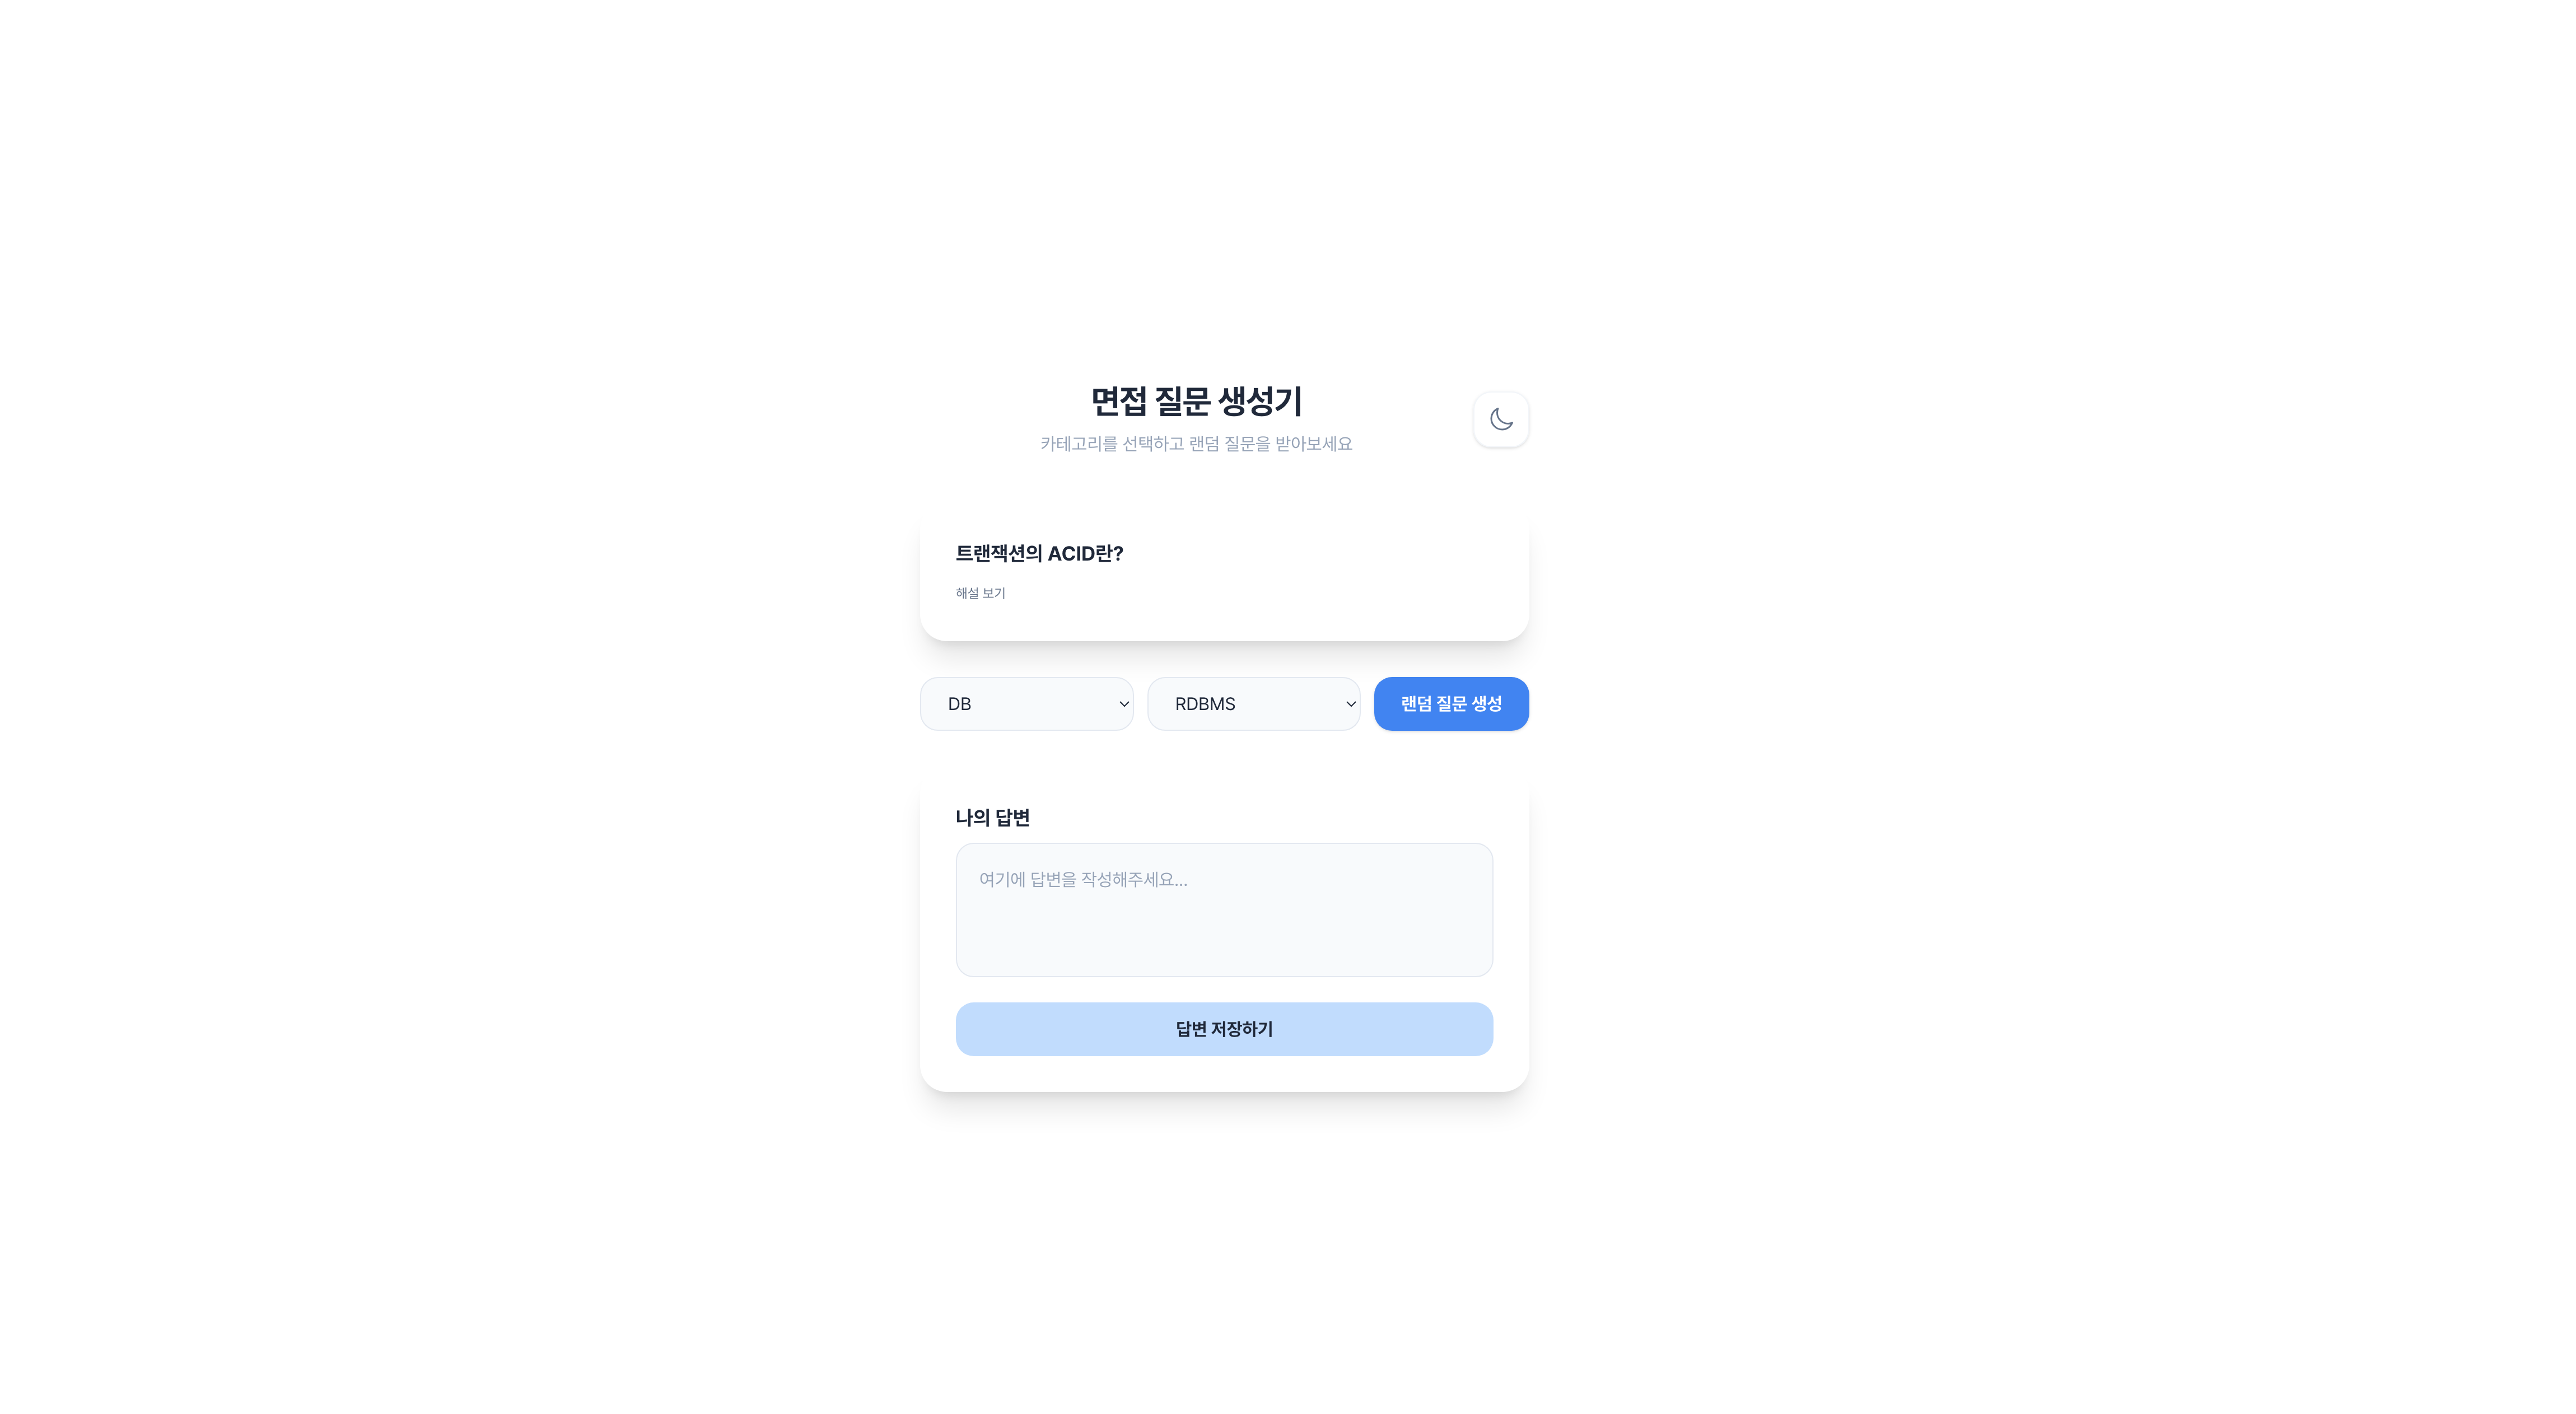 면접 질문 생성기
카테고리를 선택하고 랜덤 질문을 받아보세요
트랜잭션의 ACID란?
해설 보기
DB
RDBMS
랜덤 질문 생성
나의 답변
여기에 답변을 작성해주세요...
답변 저장하기